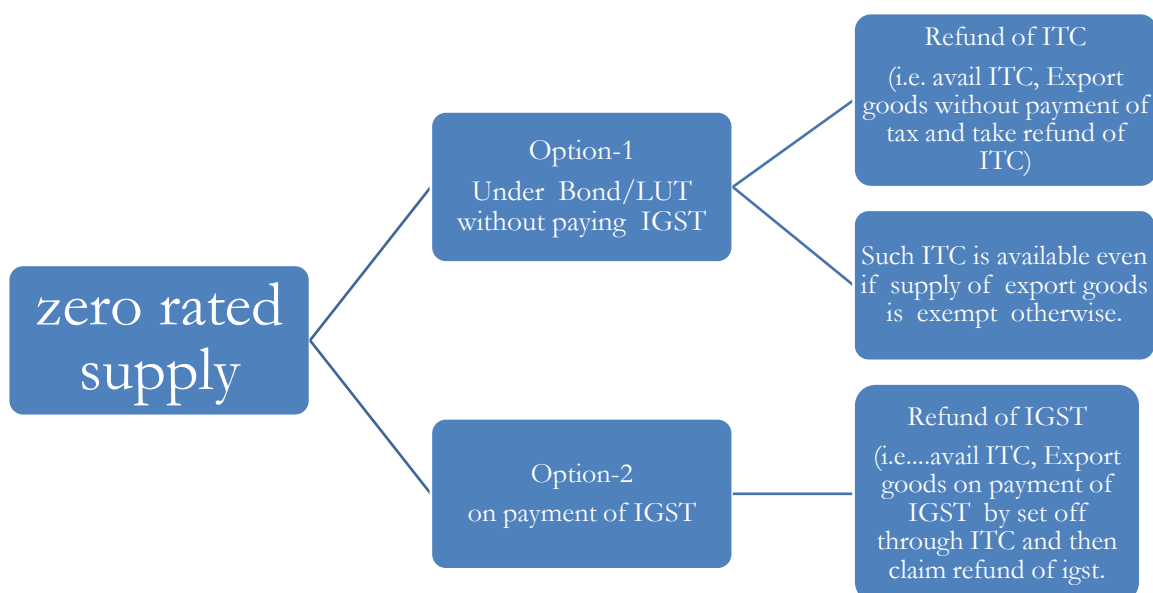 zero rated
supply
Option-1
Under Bond/LUT
without paying IGST
Refund of ITC
(i.e. avail ITC, Export
goods without payment of
tax and take refund of
ITC)
Such ITC is available even
if supply of export goods
is exempt otherwise.
Option-2
on payment of IGST
Refund of IGST
(i.e....avail ITC, Export
goods on payment of
IGST by set off
through ITC and then
claim refund of igst.